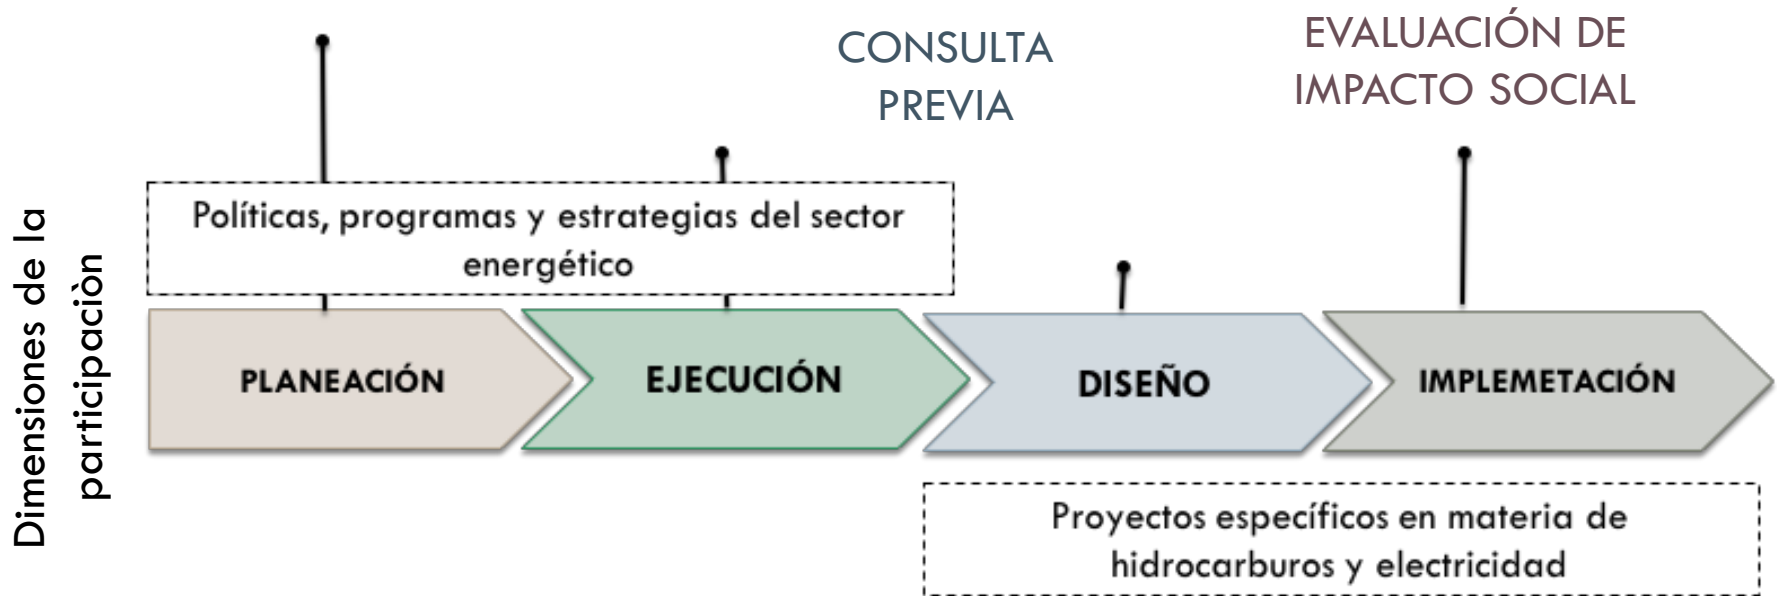 CONSULTA
PREVIA
EVALUACIÓN DE
IMPACTO SOCIAL
Dimensiones de la
participaciòn
Políticas, programas y estrategias del sector
energético
PLANEACIÓN
EJECUCIÓN
DISEÑO
IMPLEMETACIÓN
Proyectos específicos en materia de
hidrocarburos y electricidad